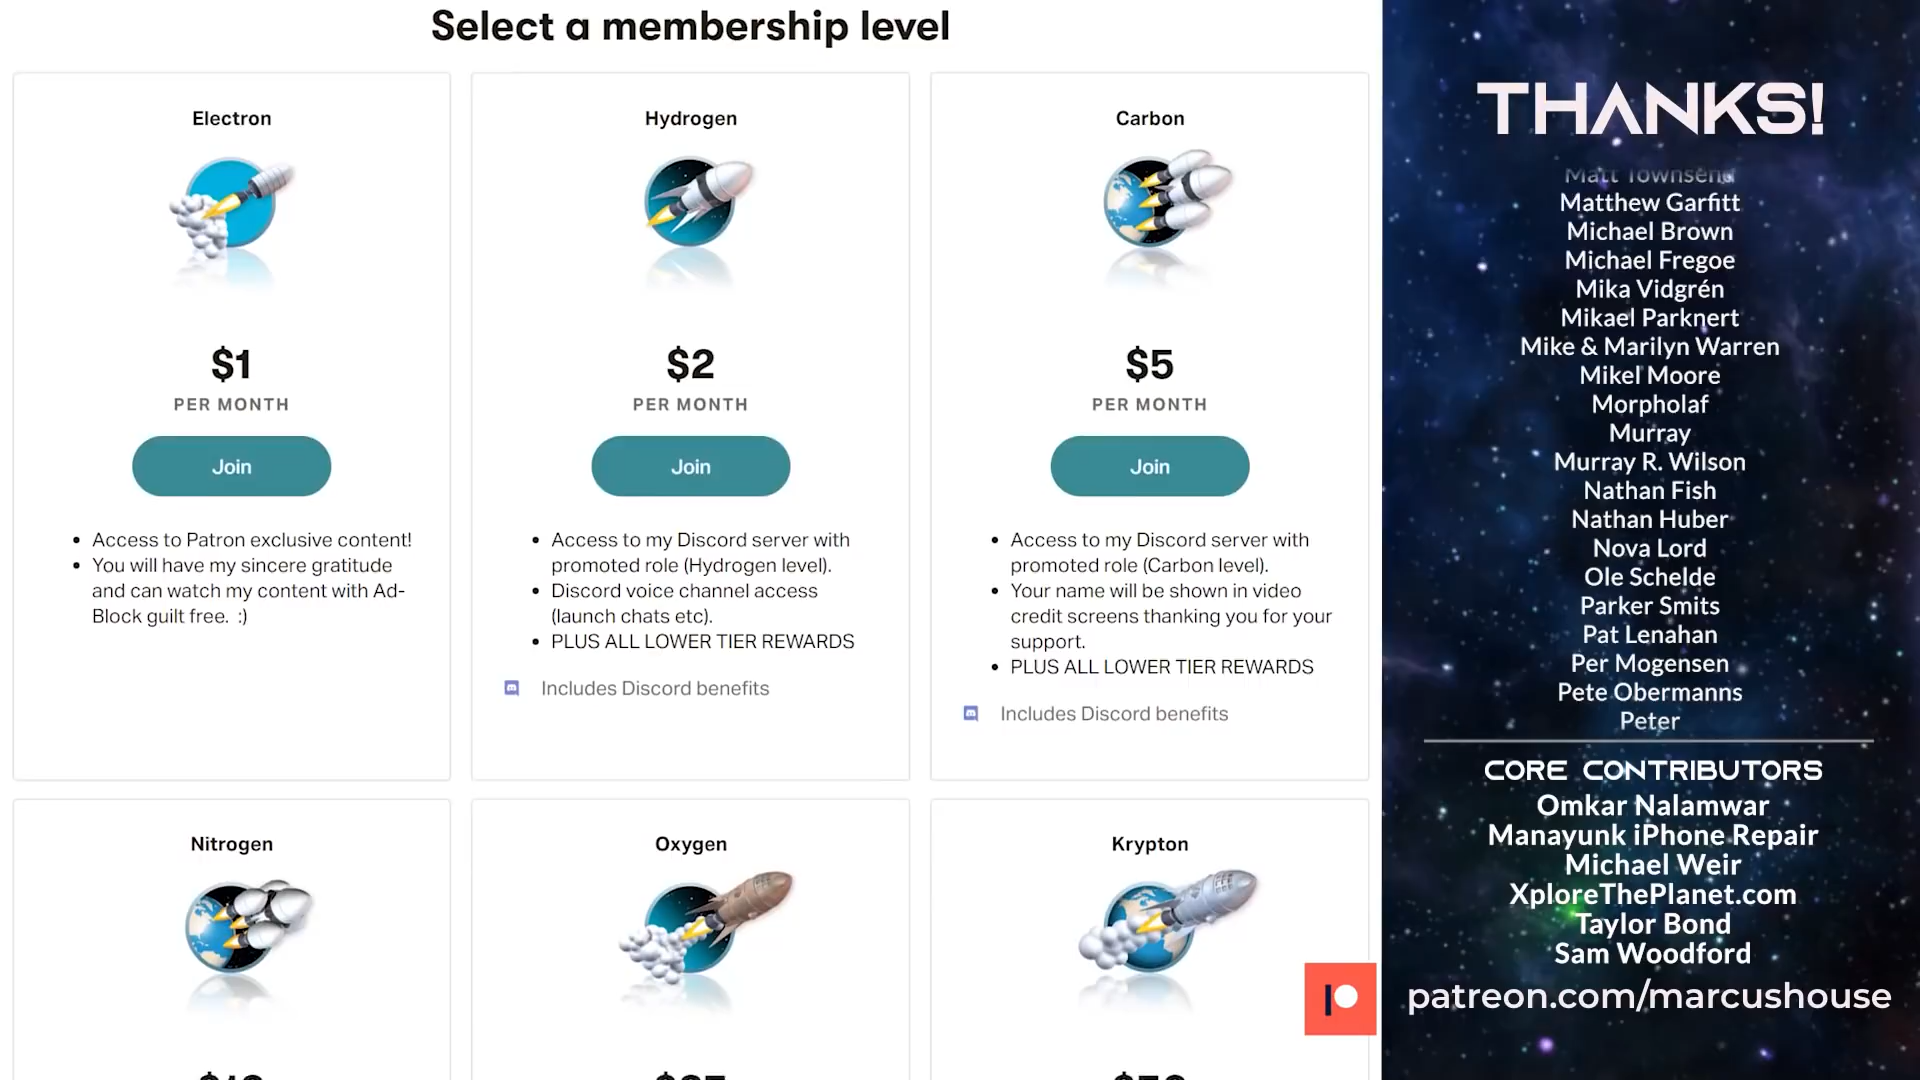 Select a membership level
Electron
$1
PER MONTH
Join
• Access to Patron exclusive content!
• You will have my sincere gratitude
and can watch my content with Ad-
Block guilt free. :)
Hydrogen
$2
PER MONTH
Join
• Access to my Discord server with
promoted role (Hydrogen level).
• Discord voice channel access
(launch chats etc).
• PLUS ALL LOWER TIER REWARDS
Includes Discord benefits
Carbon
$5
PER MONTH
Join
• Access to my Discord server with
promoted role (Carbon level).
• Your name will be shown in video
credit screens thanking you for your
support.
• PLUS ALL LOWER TIER REWARDS
Includes Discord benefits
Nitrogen
Oxygen
Krypton
THANKS!
Matt Townsend
Matthew Garfitt
Michael Brown
Michael Fregoe
Mika Vidgrén
Mikael Parknert
Mike & Marilyn Warren
Mikel Moore
Morpholaf
Murray
Murray R. Wilson
Nathan Fish
Nathan Huber
Nova Lord
Ole Schelde
Parker Smits
Pat Lenahan
Per Mogensen
Pete Obermanns
Peter
CORE CONTRIBUTORS
Omkar Nalamwar
Manayunk iPhone Repair
Michael Weir
XploreThePlanet.com
Taylor Bond
Sam Woodford
patreon.com/marcushouse